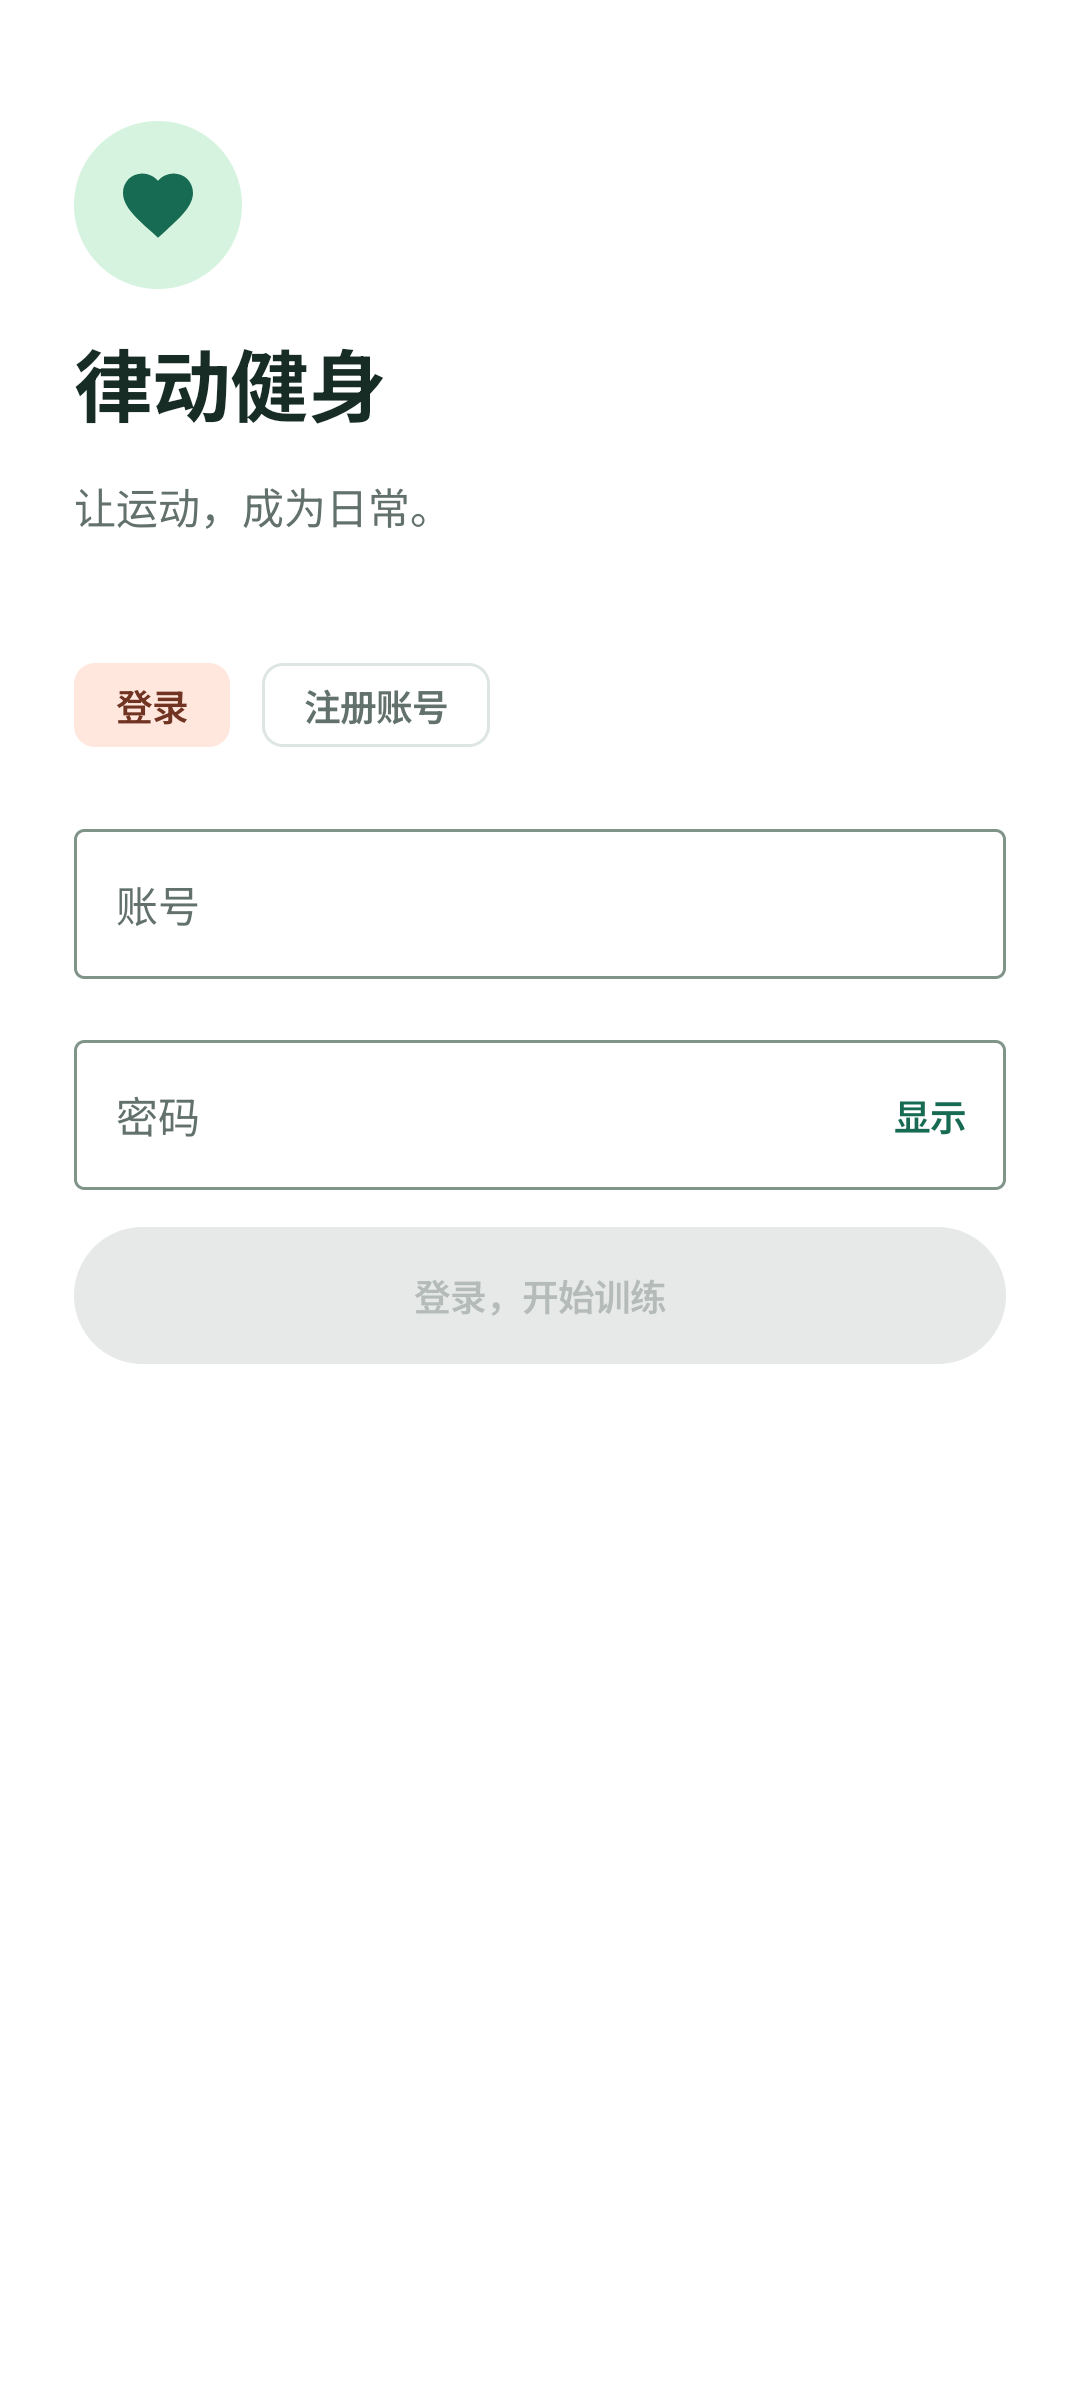 律动健身
让运动，成为日常。
登录 注册账号
账号
密码 显示
登录，开始训练